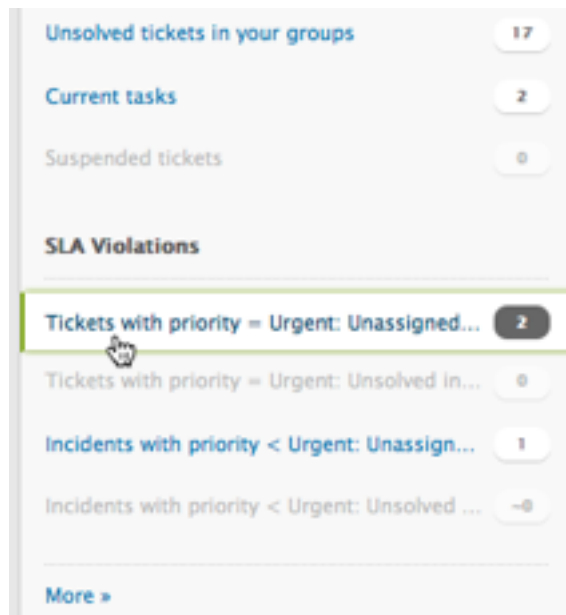 Unsolved tickets in your groups 17
Current tasks 2
Suspended tickets 0
SLA Violations
Tickets with priority = Urgent: Unassigned... 2
Tickets with priority = Urgent: Unsolved in... 0
Incidents with priority < Urgent: Unassign... 1
Incidents with priority < Urgent: Unsolved ... ~0
More »